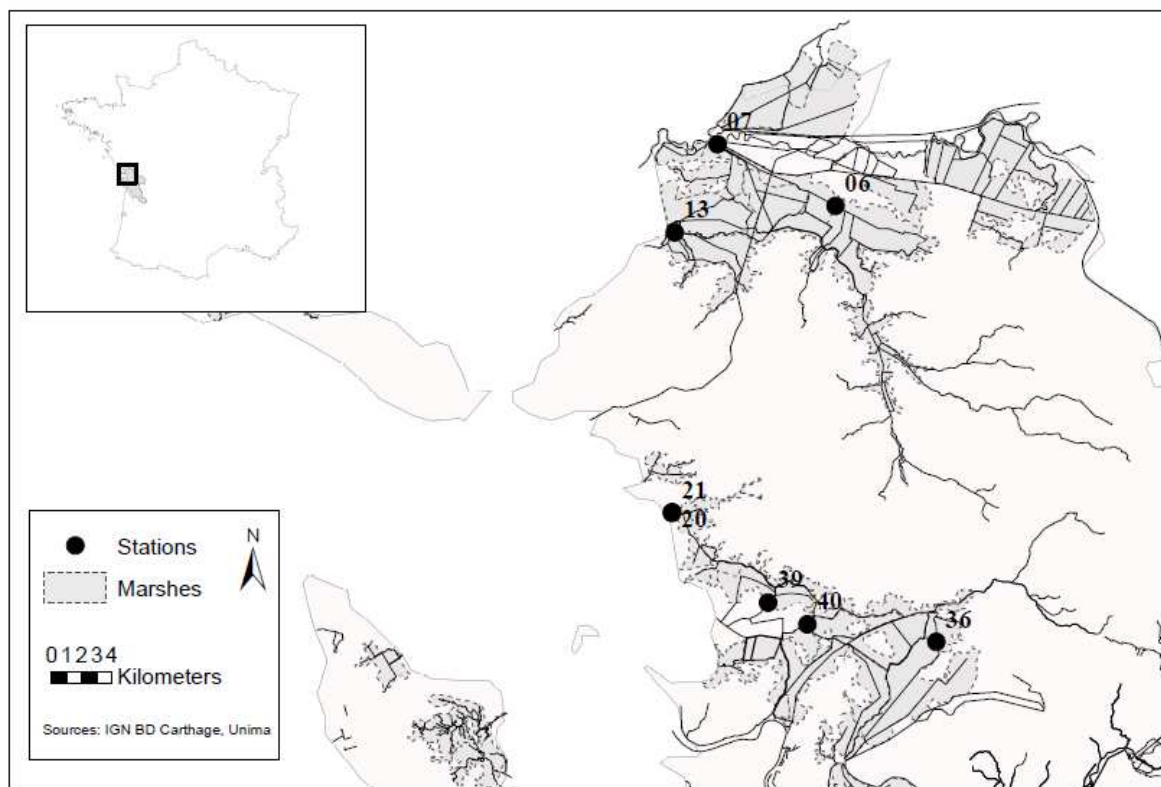 07
06
13
21
20
39
40
36
N
Stations
Marshes
01234
Kilometers
Sources: IGN BD Carthage, Unima